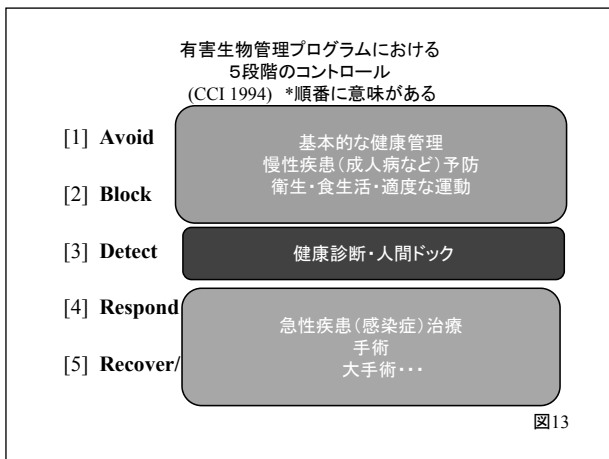 有害生物管理プログラムにおける
５段階のコントロール
(CCI 1994) *順番に意味がある
[1] Avoid
基本的な健康管理
慢性疾患（成人病など）予防
[2] Block
衛生・食生活・適度な運動
[3] Detect
健康診断・人間ドック
[4] Respond
急性疾患（感染症）治療
手術
[5] Recover/
大手術・・・
図13